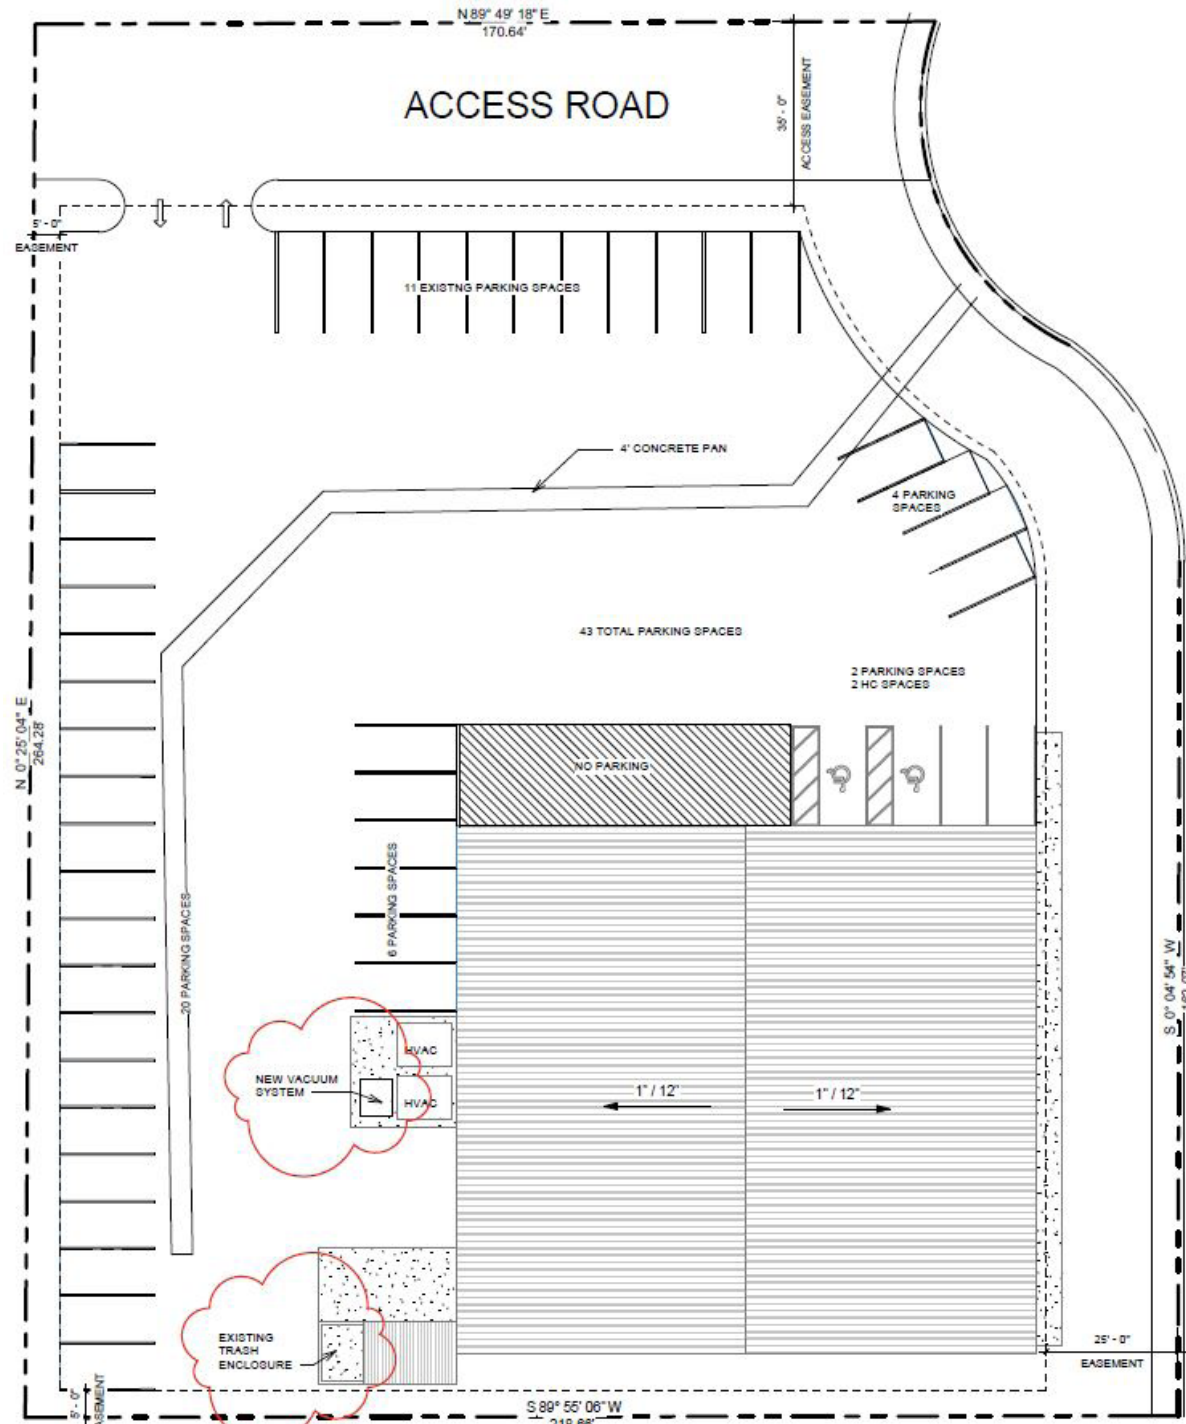 N 89° 49' 18" E
170.64'
ACCESS ROAD
35' - 0"
ACCESS EASEMENT
5' - 0"
EASEMENT
11 EXISTNG PARKING SPACES
4' CONCRETE PAN
4 PARKING
SPACES
43 TOTAL PARKING SPACES
2 PARKING SPACES
2 HC SPACES
N 0° 25' 04" E
264.28'
NO PARKING
6 PARKING SPACES
20 PARKING SPACES
S 0° 04' 54" W
HVAC
NEW VACUUM
SYSTEM
HVAC
1" / 12"
1" / 12"
EXISTING
TRASH
ENCLOSURE
25' - 0"
EASEMENT
5' - 0"
S 89° 55' 06" W